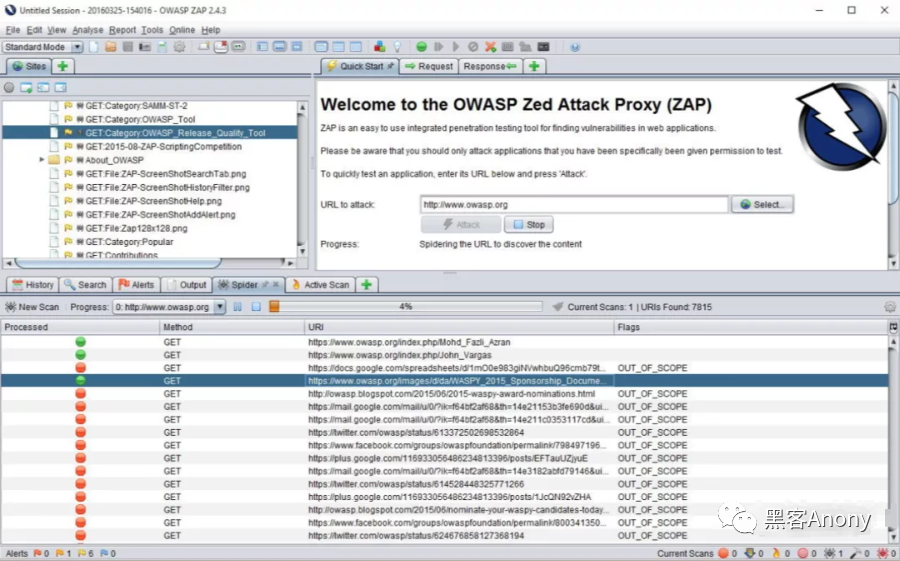 Untitled Session - 20160325-154016 - OWASP ZAP 2.4.3
File Edit View Analyse Report Tools Online Help
Standard Mode
Sites
Quick Start
Request
Response
GET:Category:SAMM-ST-2
GET:Category:OWASP_Tool
GET:Category:OWASP_Release_Quality_Tool
GET:2015-08-ZAP-ScriptingCompetition
About_OWASP
GET:File:ZAP-ScreenShotSearchTab.png
GET:File:ZAP-ScreenShotHistoryFilter.png
GET:File:ZAP-ScreenShotHelp.png
GET:File:ZAP-ScreenShotAddAlert.png
GET:File:Zap128x128.png
GET:Category:Popular
GET:Contributions
Welcome to the OWASP Zed Attack Proxy (ZAP)
ZAP is an easy to use integrated penetration testing tool for finding vulnerabilities in web applications.
Please be aware that you should only attack applications that you have been specifically been given permission to test.
To quickly test an application, enter its URL below and press 'Attack'.
URL to attack: http://www.owasp.org Select...
Attack Stop
Progress: Spidering the URL to discover the content
History Search Alerts Output Spider Active Scan
New Scan Progress: 0: http://www.owasp.org 4% Current Scans: 1 URIs Found: 7815
Processed Method URI Flags
GET https://www.owasp.org/index.php/Mohd_Fazli_Azran
GET https://www.owasp.org/index.php/John_Vargas
GET https://docs.google.com/spreadsheets/d/1mO0e983giNVwhbuQ96cmb79t... OUT_OF_SCOPE
GET https://www.owasp.org/images/d/da/WASPY_2015_Sponsorship_Docume...
GET http://owasp.blogspot.com/2015/06/2015-waspy-award-nominations.html OUT_OF_SCOPE
GET https://mail.google.com/mail/u/0/?ik=f64bf2af68&th=14e21153b3fe690d&ui... OUT_OF_SCOPE
GET https://mail.google.com/mail/u/0/?ik=f64bf2af68&th=14e211c0353117cd&ui... OUT_OF_SCOPE
GET https://twitter.com/owasp/status/613372502698532864 OUT_OF_SCOPE
GET https://www.facebook.com/groups/owaspfoundation/permalink/798497196... OUT_OF_SCOPE
GET https://plus.google.com/116933056486234813396/posts/EFTauUZjyuE OUT_OF_SCOPE
GET https://mail.google.com/mail/u/0/?ik=f64bf2af68&th=14e3182abfd79146&ui... OUT_OF_SCOPE
GET https://twitter.com/owasp/status/614528448325771266 OUT_OF_SCOPE
GET https://plus.google.com/116933056486234813396/posts/1JcQN92vZHA OUT_OF_SCOPE
GET http://owasp.blogspot.com/2015/06/nominate-your-waspy-candidates-today... OUT_OF_SCOPE
GET https://www.facebook.com/groups/owaspfoundation/permalink/800341350... OUT_OF_SCOPE
GET https://twitter.com/owasp/status/624676858127368194 OUT_OF_SCOPE
黑客Anony
Alerts 0 1 6 0 Current Scans 0 0 0 0 1 0 0